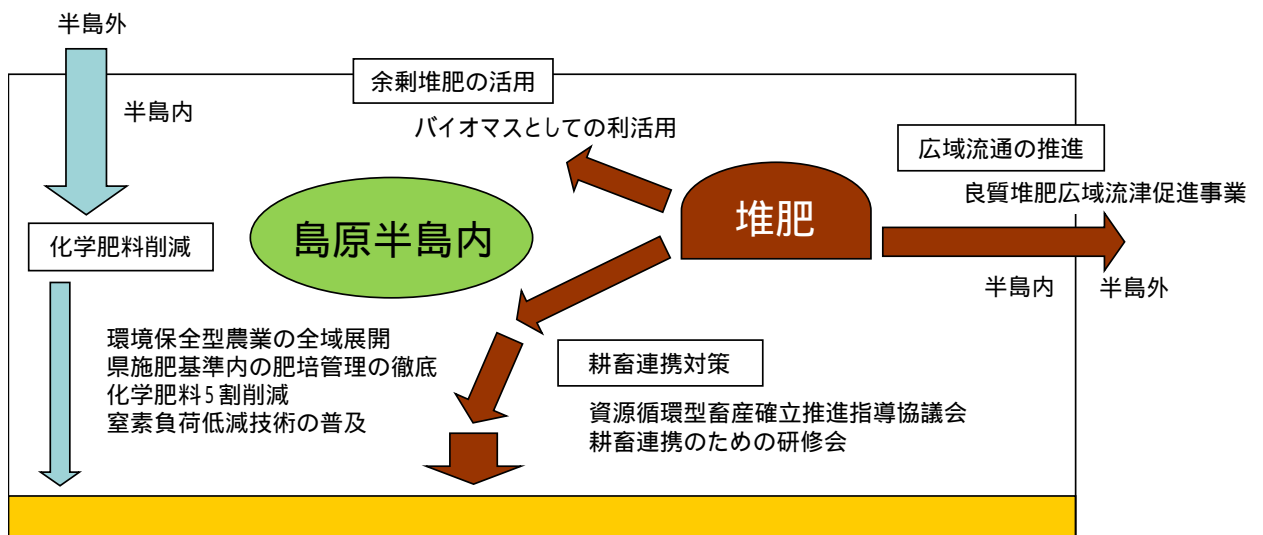 半島外
余剰堆肥の活用
半島内
バイオマスとしての利活用
広域流通の推進
良質堆肥広域流津促進事業
堆肥
島原半島内
化学肥料削減
半島内
半島外
環境保全型農業の全域展開
県施肥基準内の肥培管理の徹底
化学肥料5割削減
窒素負荷低減技術の普及
耕畜連携対策
資源循環型畜産確立推進指導協議会
耕畜連携のための研修会